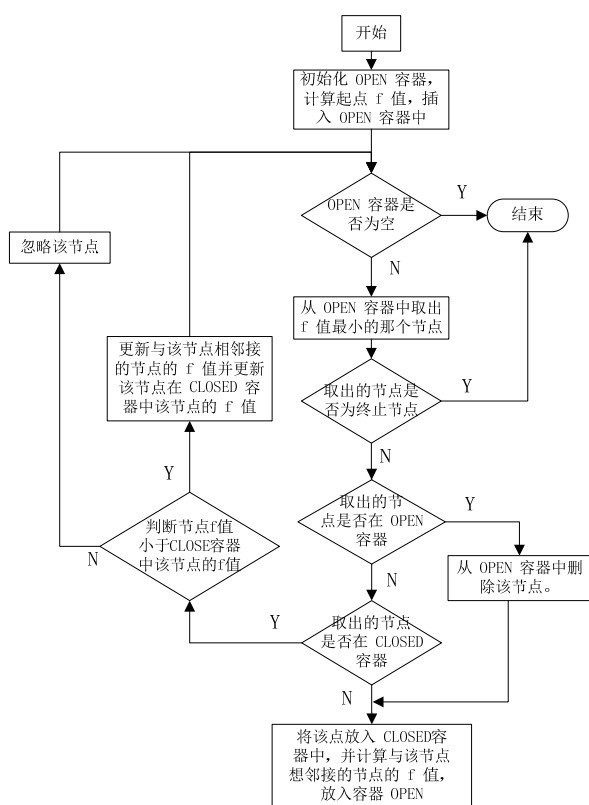 开始
初始化 OPEN 容器，
计算起点 f 值，插
入 OPEN 容器中
OPEN 容器是
否为空
Y
结束
N
忽略该节点
从 OPEN 容器中取出
f 值最小的那个节点
更新与该节点相邻接
的节点的 f 值并更新
该节点在 CLOSED 容
器中该节点的 f 值
取出的节点是
否为终止节点
Y
N
Y
取出的节
点是否在 OPEN
容器
Y
判断节点f值
小于CLOSE容器
中该节点的f值
N
从 OPEN 容器中删
除该节点。
N
取出的节点
是否在 CLOSED
容器
Y
N
将该点放入 CLOSED容
器中，并计算与该节点
想邻接的节点的 f 值，
放入容器 OPEN